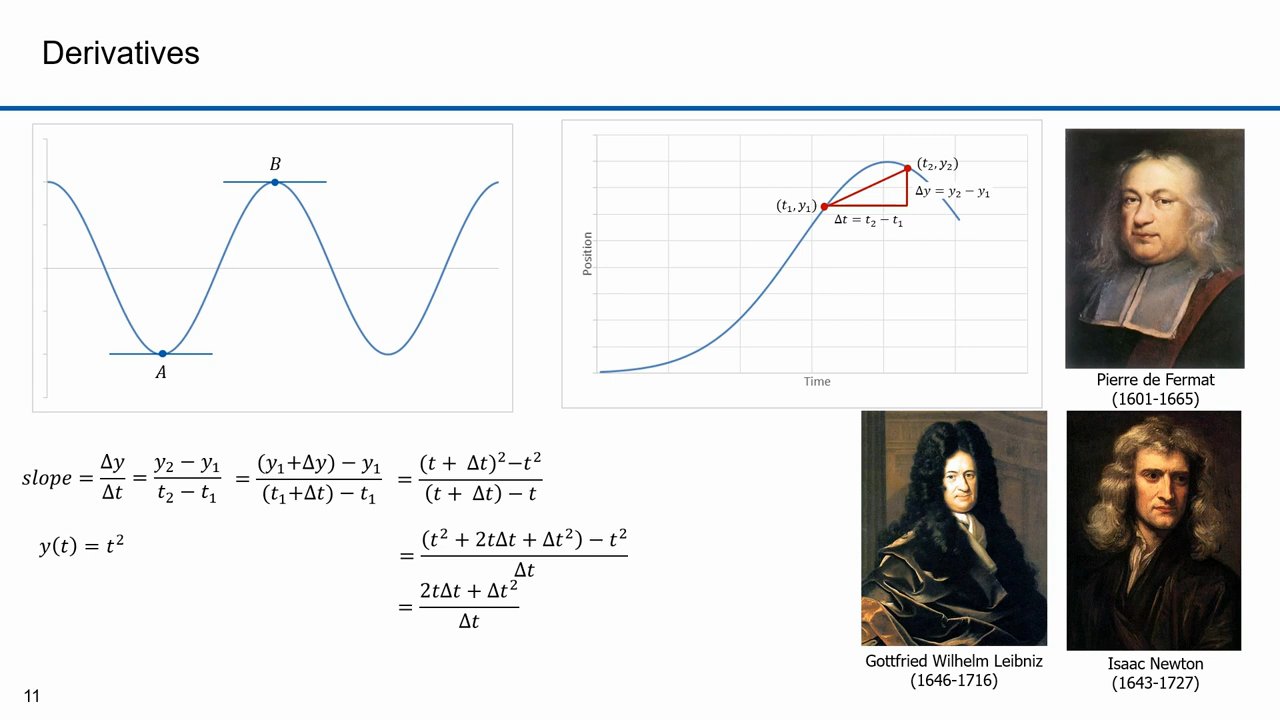 Derivatives
B
A
Position
Time
(t₁, y₁)
(t₂, y₂)
Δy = y₂ − y₁
Δt = t₂ − t₁
Pierre de Fermat
(1601-1665)
slope = Δy/Δt = (y₂ − y₁)/(t₂ − t₁) = ((y₁+Δy) − y₁)/((t₁+Δt) − t₁) = ((t + Δt)²−t²)/((t + Δt) − t)
y(t) = t²
= ((t² + 2tΔt + Δt²) − t²)/Δt
= (2tΔt + Δt²)/Δt
Gottfried Wilhelm Leibniz
(1646-1716)
Isaac Newton
(1643-1727)
11